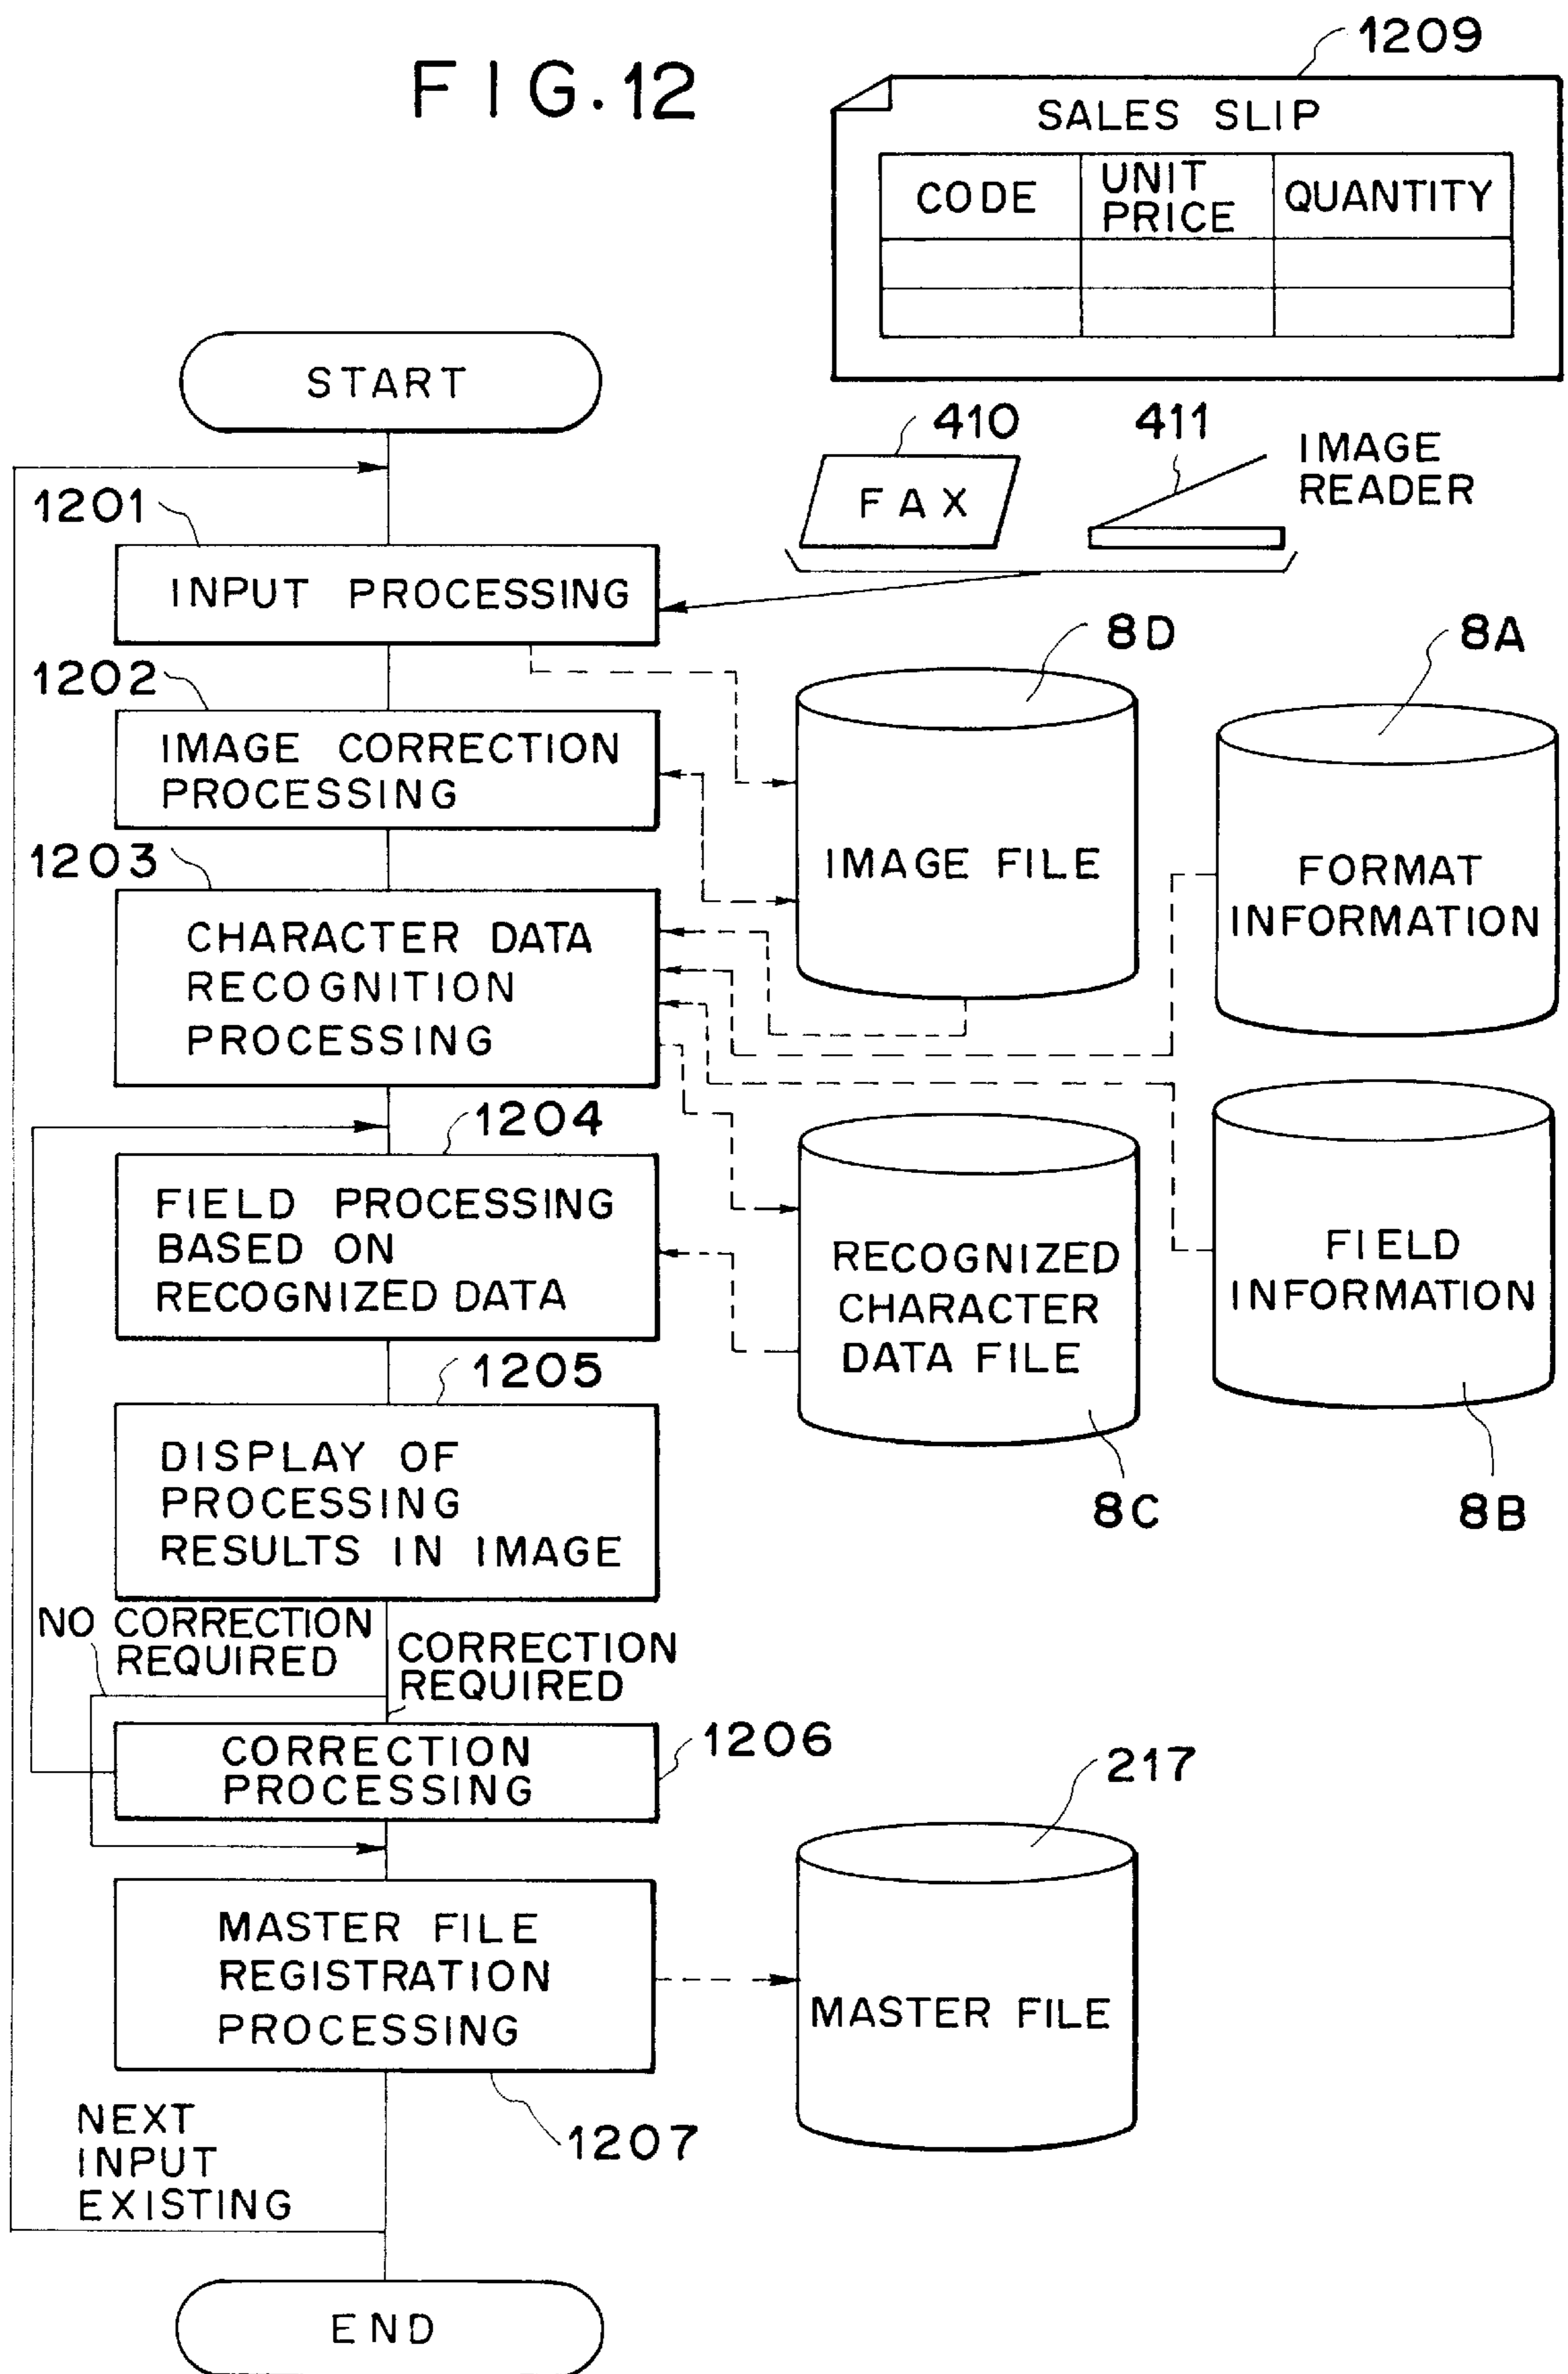 FIG.12
1209
SALES SLIP
CODE
UNIT
PRICE
QUANTITY
START
410
411
FAX
IMAGE
READER
1201
INPUT PROCESSING
8D
8A
1202
IMAGE CORRECTION
PROCESSING
IMAGE FILE
FORMAT
INFORMATION
1203
CHARACTER DATA
RECOGNITION
PROCESSING
1204
FIELD PROCESSING
BASED ON
RECOGNIZED DATA
RECOGNIZED
CHARACTER
DATA FILE
FIELD
INFORMATION
1205
DISPLAY OF
PROCESSING
RESULTS IN IMAGE
8C
8B
NO CORRECTION
REQUIRED
CORRECTION
REQUIRED
CORRECTION
PROCESSING
1206
217
MASTER FILE
REGISTRATION
PROCESSING
MASTER FILE
1207
NEXT
INPUT
EXISTING
END